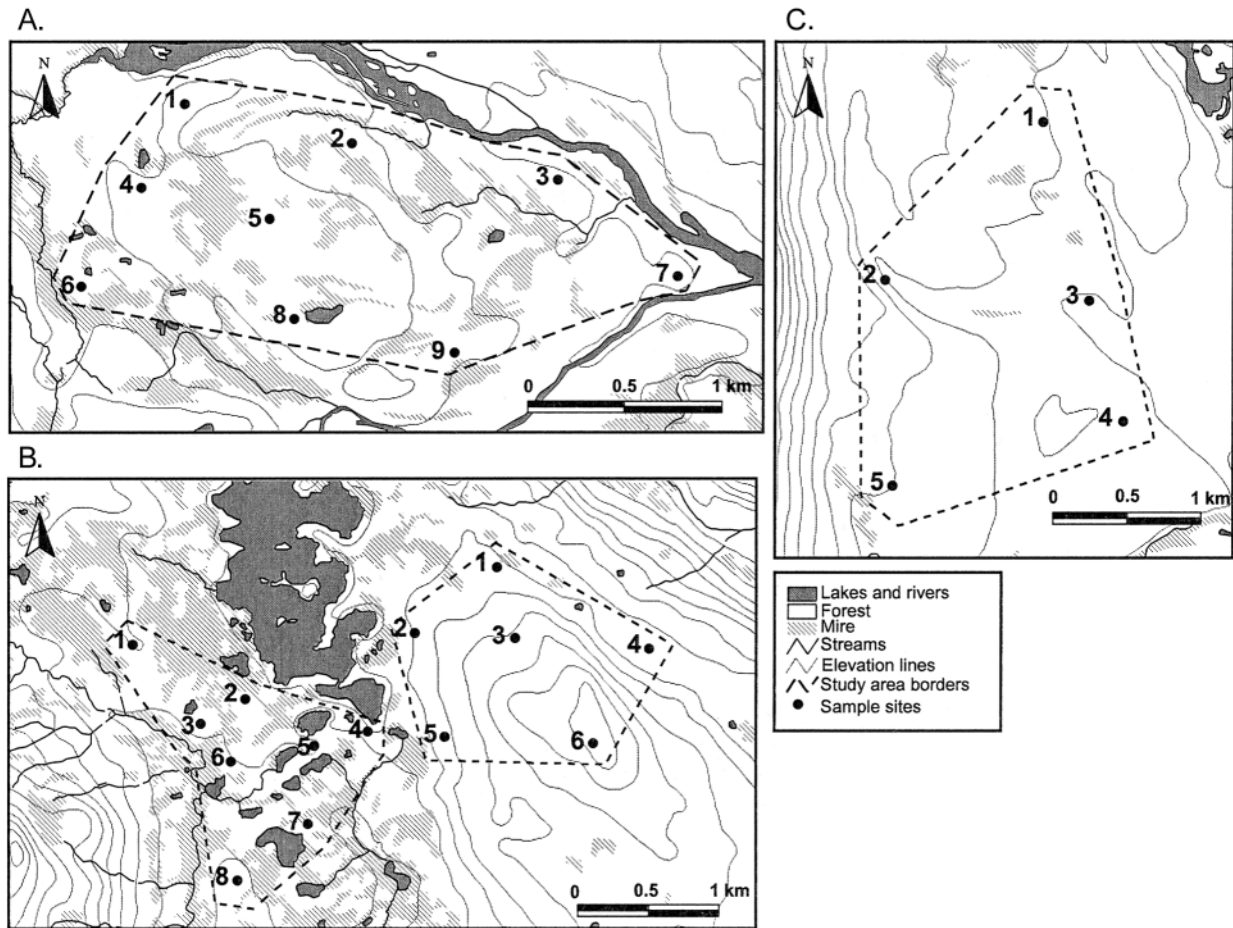 A.
N
1
2
3
4
5
6
7
8
9
0 0.5 1 km
B.
N
1
2
3
4
5
6
7
8
1
2
3
4
5
6
0 0.5 1 km
C.
N
1
2
3
4
5
0 0.5 1 km
Lakes and rivers
Forest
Mire
Streams
Elevation lines
Study area borders
Sample sites